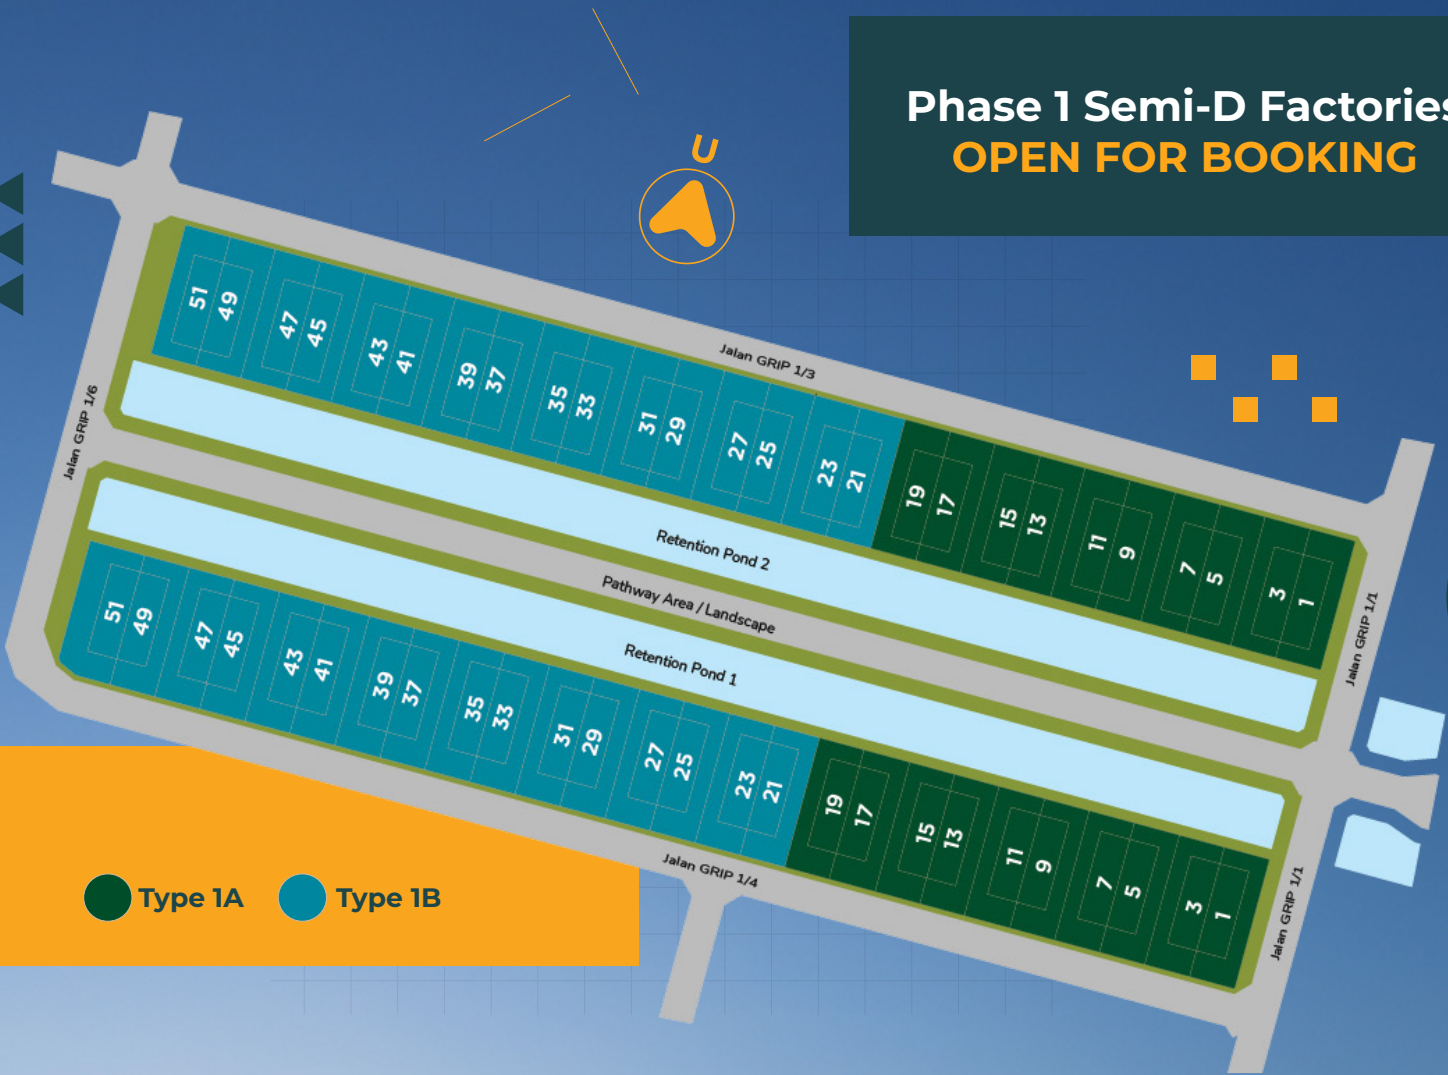 Phase 1 Semi-D Factories
OPEN FOR BOOKING
U
Jalan GRIP 1/3
51 49 47 45 43 41 39 37 35 33 31 29 27 25 23 21 19 17 15 13 11 9 7 5 3 1
Jalan GRIP 1/6
Retention Pond 2
Pathway Area / Landscape
Retention Pond 1
Jalan GRIP 1/1
51 49 47 45 43 41 39 37 35 33 31 29 27 25 23 21 19 17 15 13 11 9 7 5 3 1
Jalan GRIP 1/4
Jalan GRIP 1/1
Type 1A
Type 1B